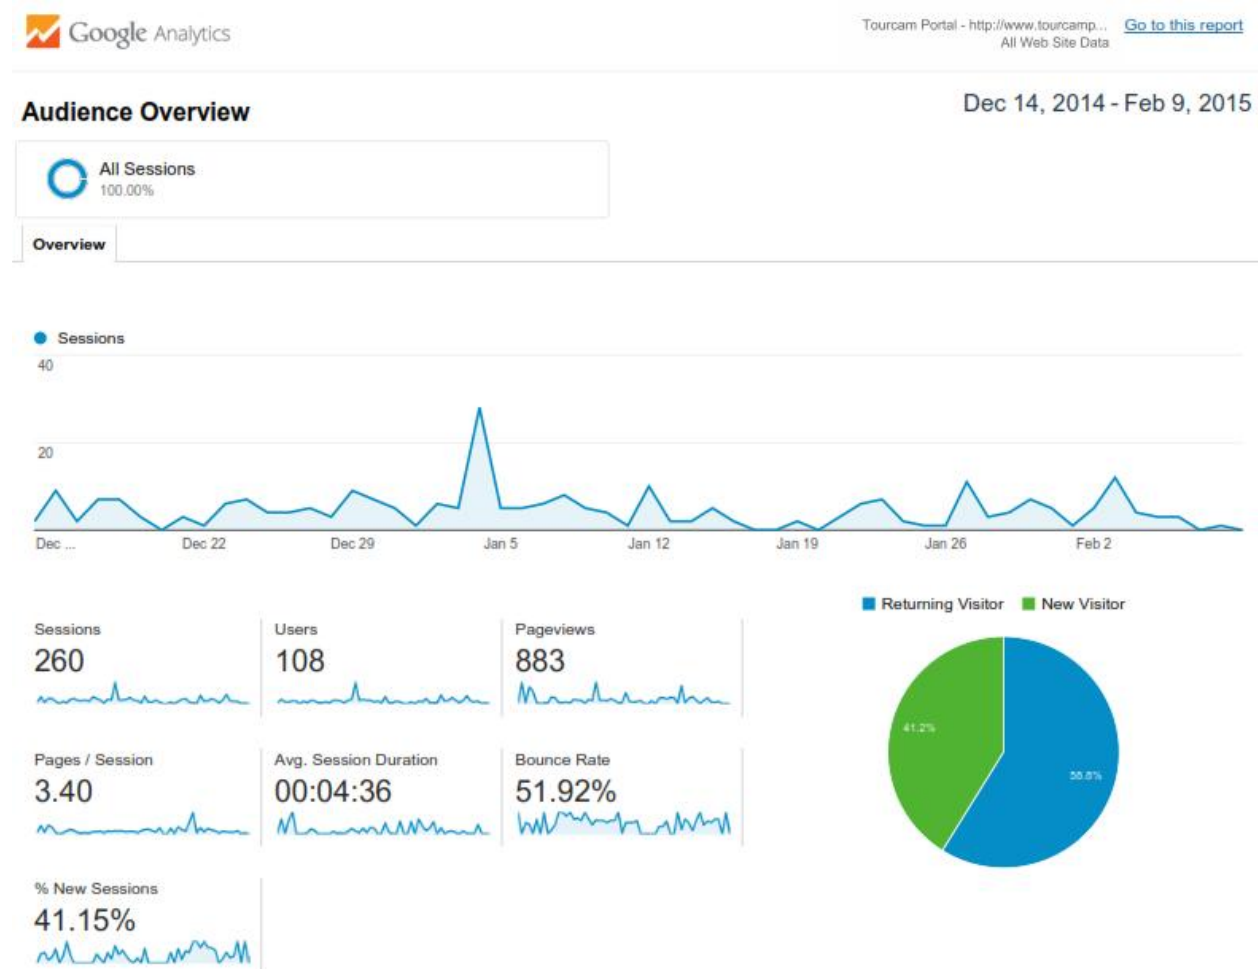 Google Analytics
Tourcam Portal - http://www.tourcamp...
All Web Site Data
Go to this report
Audience Overview
Dec 14, 2014 - Feb 9, 2015
All Sessions
100.00%
Overview
Sessions
40
20
Dec ...
Dec 22
Dec 29
Jan 5
Jan 12
Jan 19
Jan 26
Feb 2
Returning Visitor
New Visitor
Sessions
260
Users
108
Pageviews
883
Pages / Session
3.40
Avg. Session Duration
00:04:36
Bounce Rate
51.92%
% New Sessions
41.15%
41.2%
58.8%